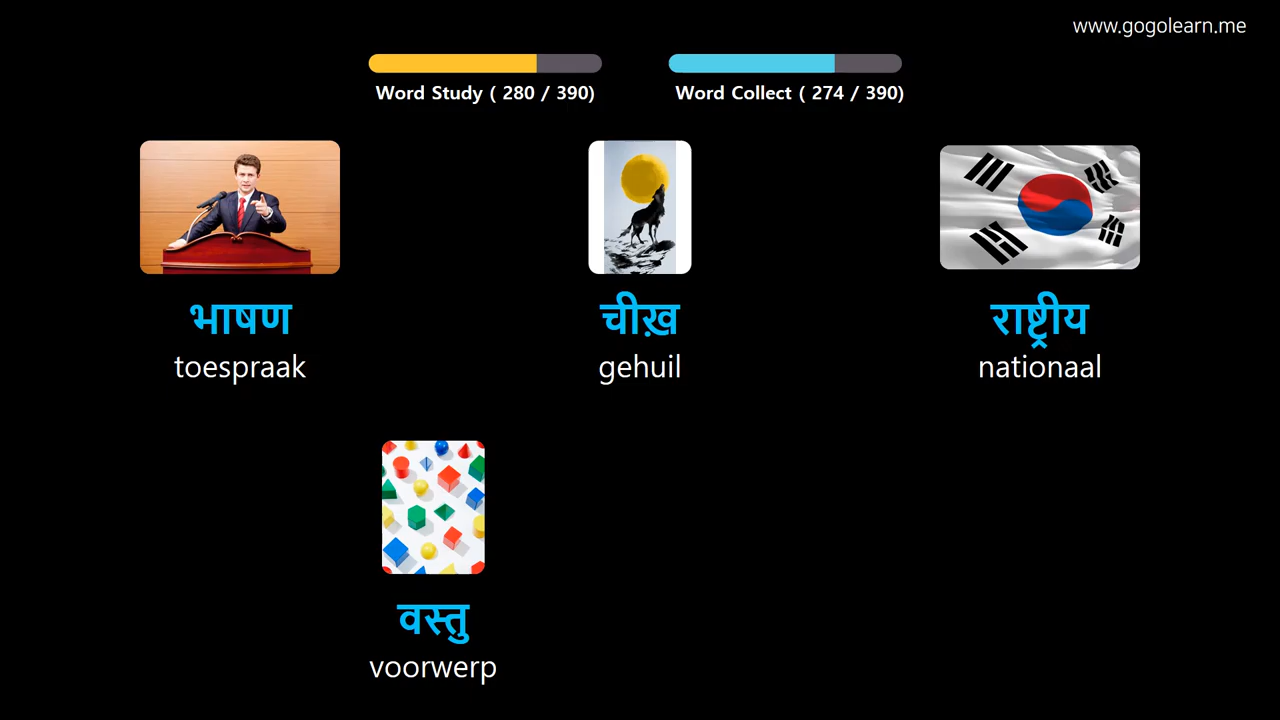 www.gogolearn.me
Word Study ( 280 / 390)
Word Collect ( 274 / 390)
भाषण
toespraak
चीख़
gehuil
राष्ट्रीय
nationaal
वस्तु
voorwerp